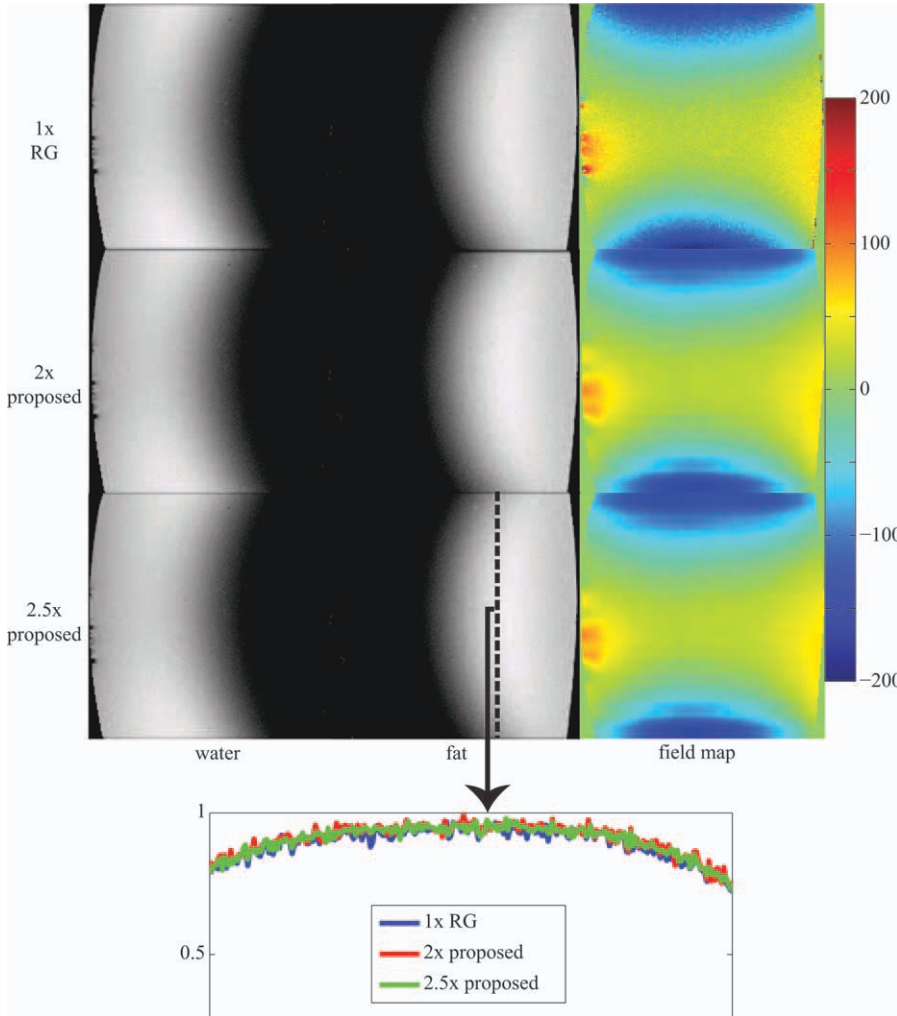 1x
RG
2x
proposed
2.5x
proposed
water
fat
field map
200
100
0
−100
−200
1
0.5
1x RG
2x proposed
2.5x proposed